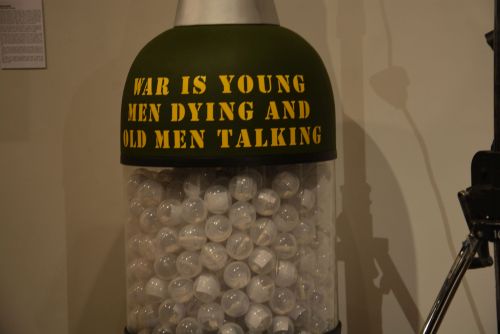 WAR IS YOUNG
MEN DYING AND
OLD MEN TALKING